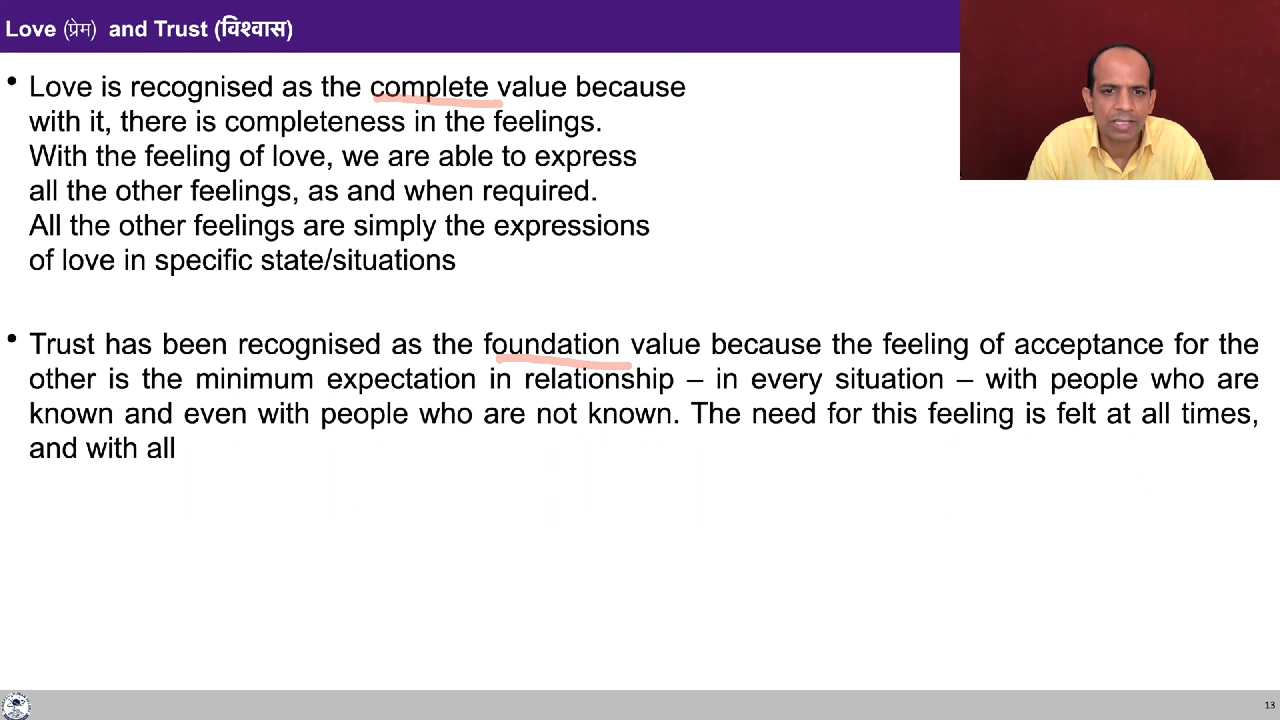 Love (प्रेम) and Trust (विश्वास)
• Love is recognised as the complete value because
with it, there is completeness in the feelings.
With the feeling of love, we are able to express
all the other feelings, as and when required.
All the other feelings are simply the expressions
of love in specific state/situations
• Trust has been recognised as the foundation value because the feeling of acceptance for the
other is the minimum expectation in relationship – in every situation – with people who are
known and even with people who are not known. The need for this feeling is felt at all times,
and with all
13